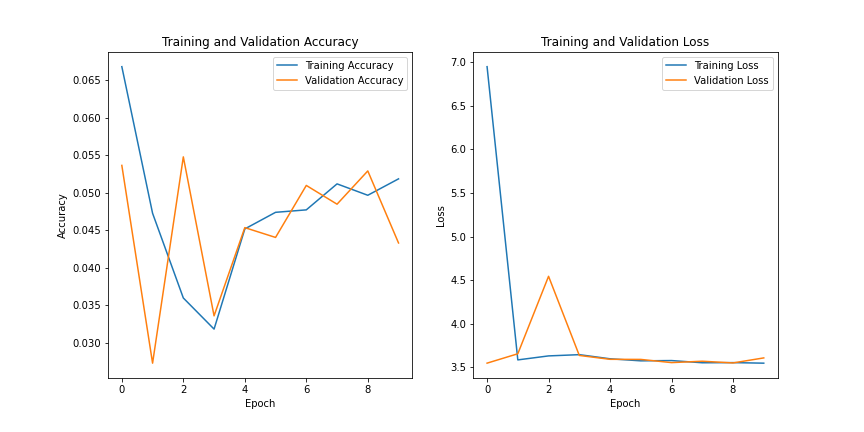 Training and Validation Accuracy
Training Accuracy
Validation Accuracy
0.065
0.060
0.055
0.050
0.045
0.040
0.035
0.030
Accuracy
0 2 4 6 8
Epoch
Training and Validation Loss
Training Loss
Validation Loss
7.0
6.5
6.0
5.5
5.0
4.5
4.0
3.5
Loss
0 2 4 6 8
Epoch